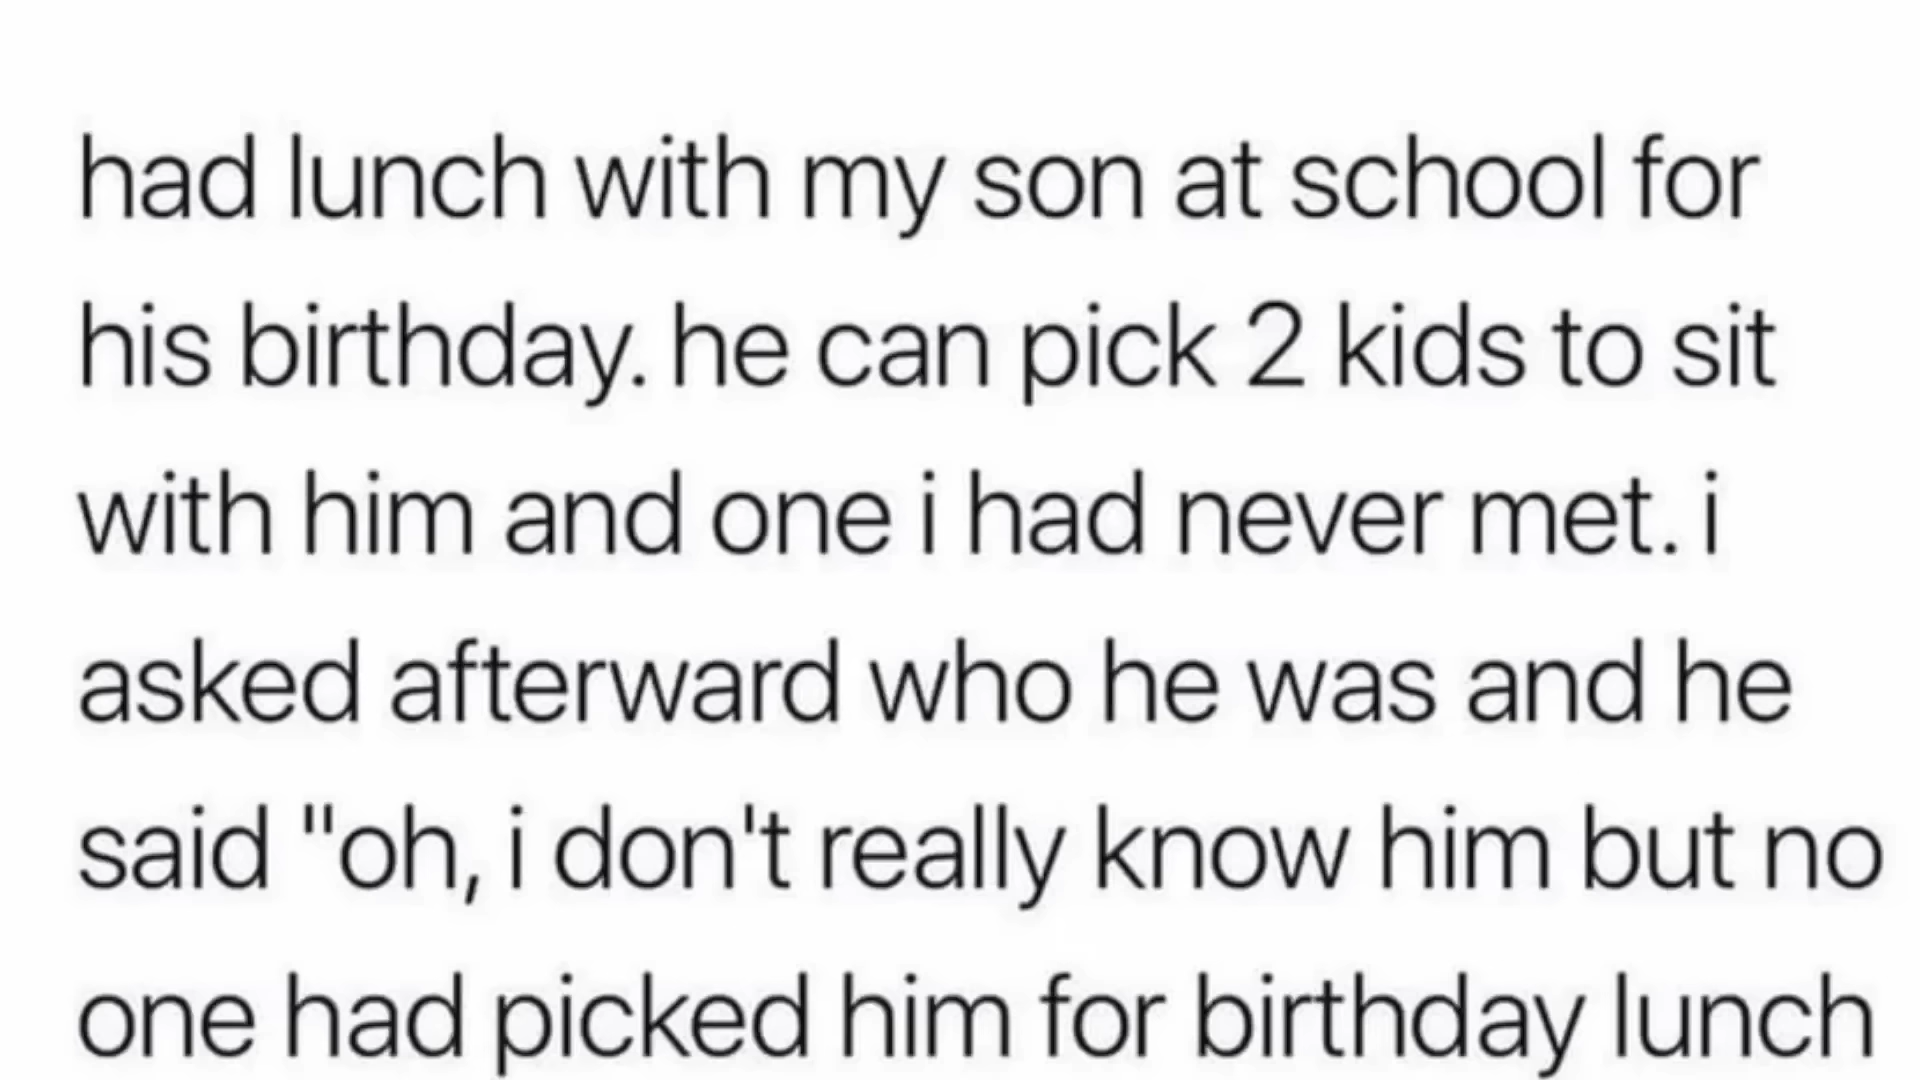 had lunch with my son at school for
his birthday. he can pick 2 kids to sit
with him and one i had never met. i
asked afterward who he was and he
said "oh, i don't really know him but no
one had picked him for birthday lunch